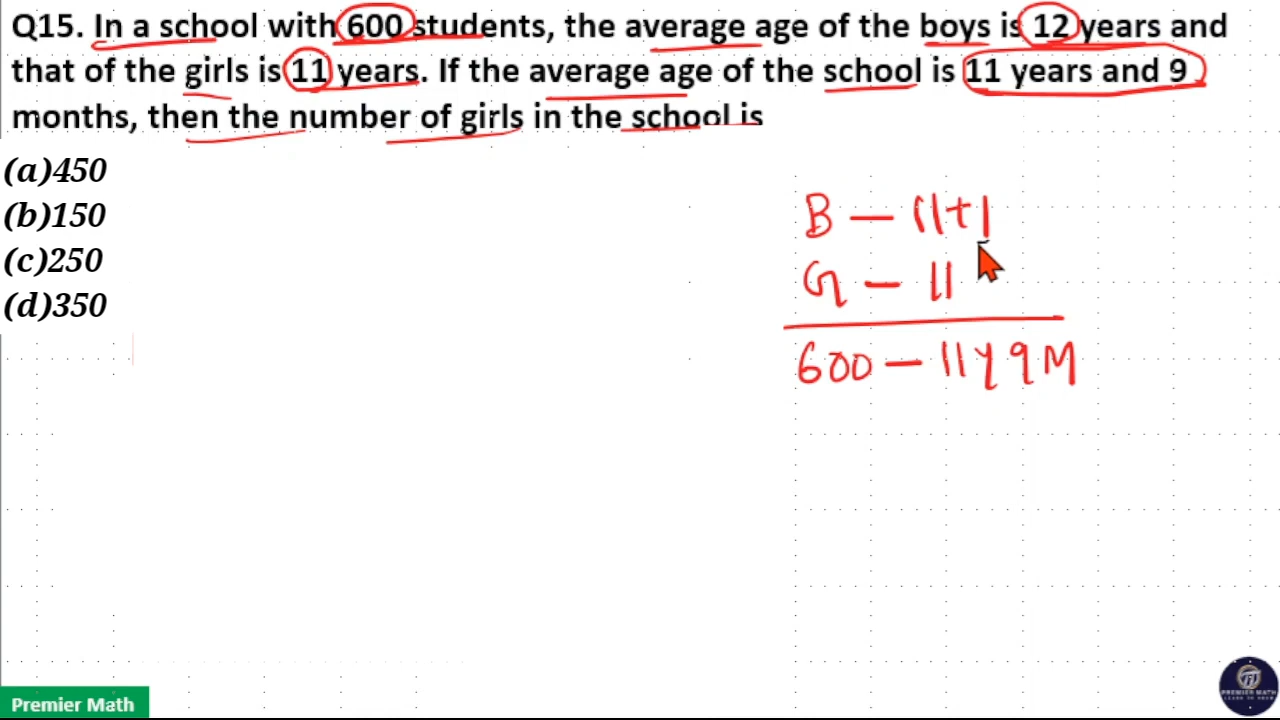 Q15. In a school with 600 students, the average age of the boys is 12 years and
that of the girls is 11 years. If the average age of the school is 11 years and 9
months, then the number of girls in the school is
(a)450
(b)150
(c)250
(d)350
B — 11+1
G — 11
600 — 11Y 9M
Premier Math
PREMIER MATH